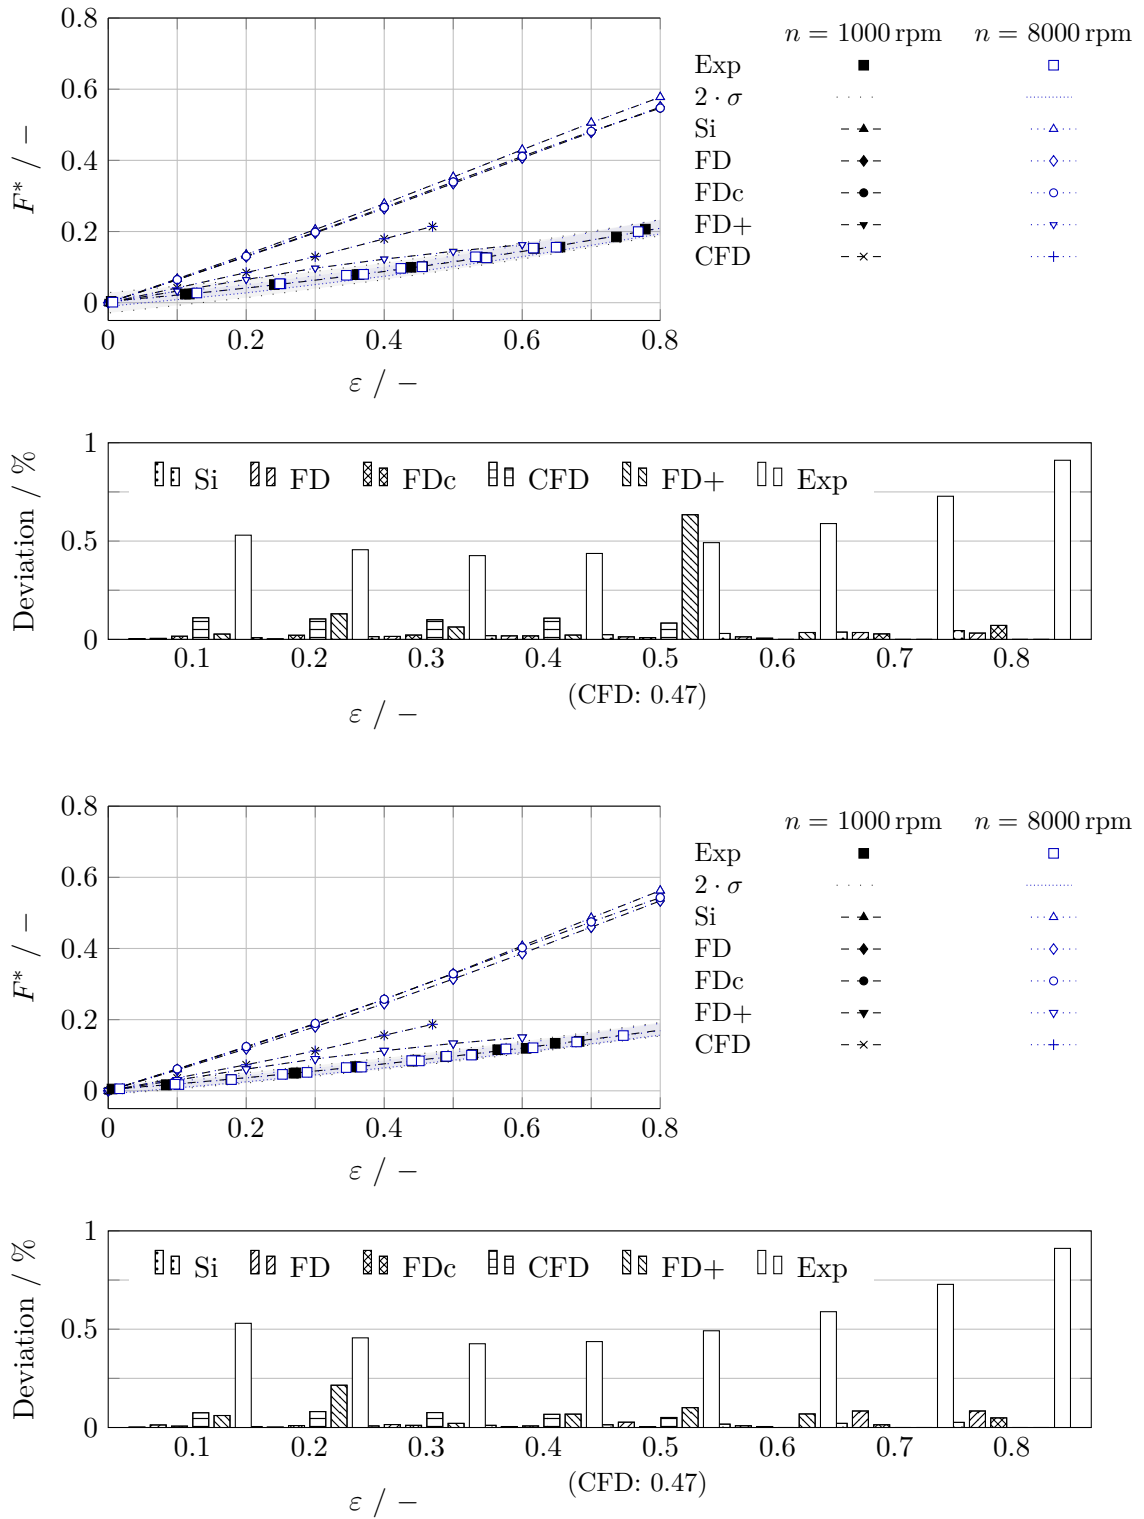 0.8
0.6
0.4
0.2
0
F* / −
0 0.2 0.4 0.6 0.8
ε / −
n = 1000 rpm n = 8000 rpm
Exp
2 · σ
Si
FD
FDc
FD+
CFD
1
0.5
0
Deviation / %
Si FD FDc CFD FD+ Exp
0.1 0.2 0.3 0.4 0.5 0.6 0.7 0.8
(CFD: 0.47)
ε / −
0.8
0.6
0.4
0.2
0
F* / −
0 0.2 0.4 0.6 0.8
ε / −
n = 1000 rpm n = 8000 rpm
Exp
2 · σ
Si
FD
FDc
FD+
CFD
1
0.5
0
Deviation / %
Si FD FDc CFD FD+ Exp
0.1 0.2 0.3 0.4 0.5 0.6 0.7 0.8
(CFD: 0.47)
ε / −